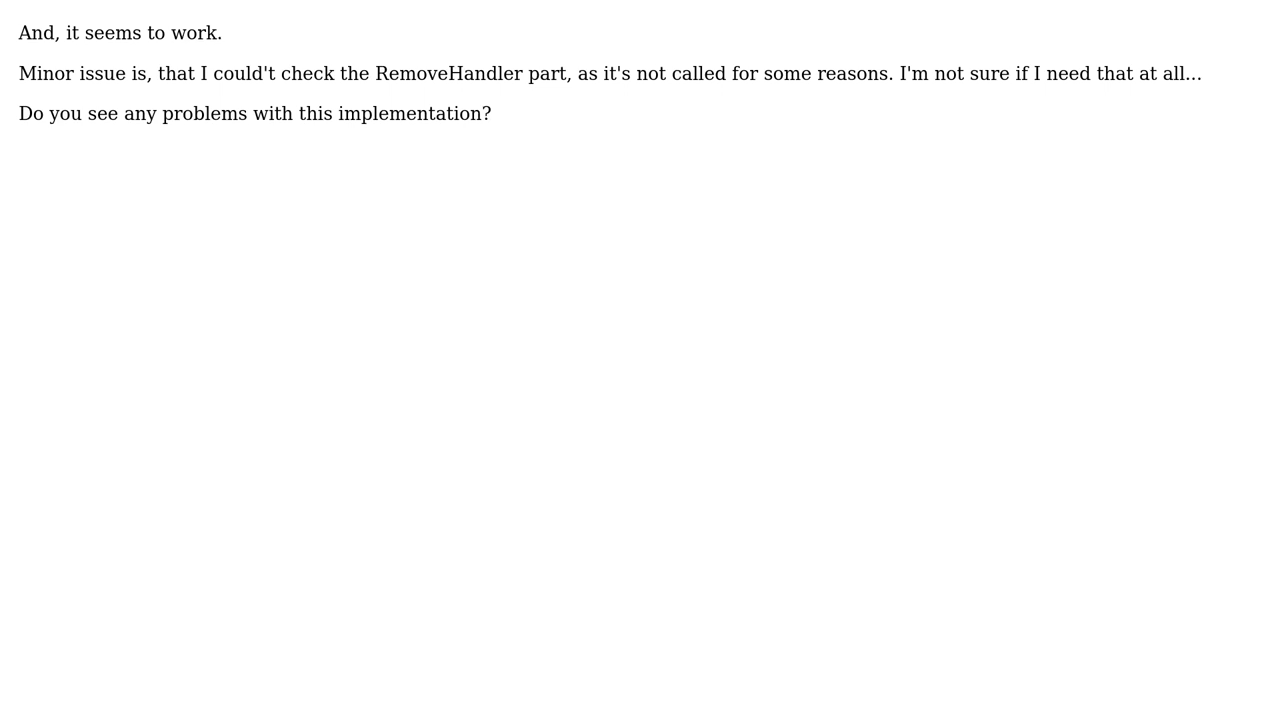 And, it seems to work.
Minor issue is, that I could't check the RemoveHandler part, as it's not called for some reasons. I'm not sure if I need that at all...
Do you see any problems with this implementation?